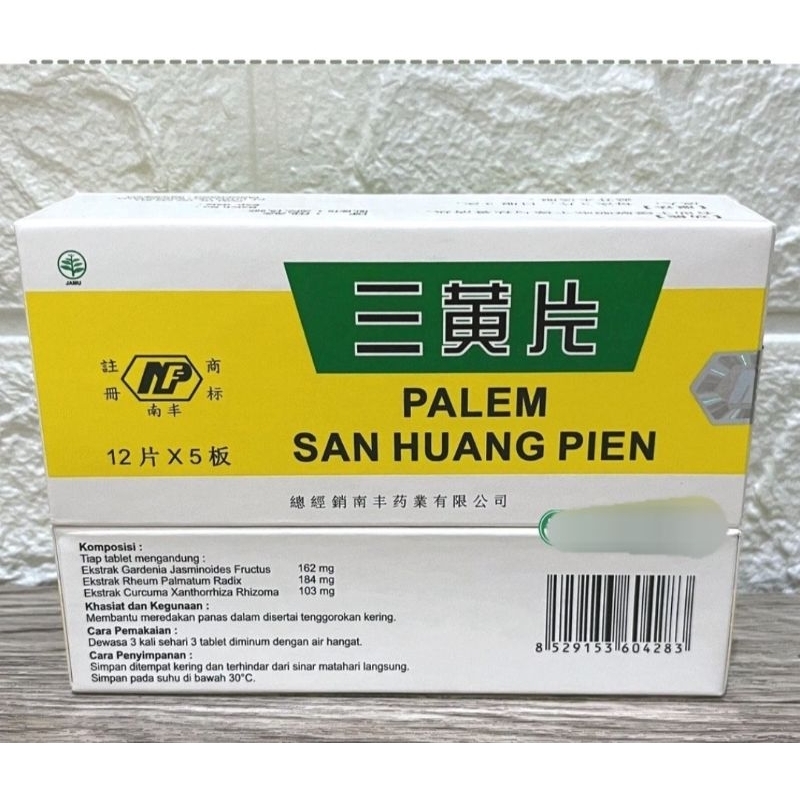 JAMU
三黃片
註冊
商标
NF
南丰
PALEM
SAN HUANG PIEN
12片X5板
總經銷南丰药業有限公司
Komposisi :
Tiap tablet mengandung :
Ekstrak Gardenia Jasminoides Fructus 162 mg
Ekstrak Rheum Palmatum Radix 184 mg
Ekstrak Curcuma Xanthorrhiza Rhizoma 103 mg
Khasiat dan Kegunaan :
Membantu meredakan panas dalam disertai tenggorokan kering.
Cara Pemakaian :
Dewasa 3 kali sehari 3 tablet diminum dengan air hangat.
Cara Penyimpanan :
Simpan ditempat kering dan terhindar dari sinar matahari langsung.
Simpan pada suhu di bawah 30°C.
8 529153 604283